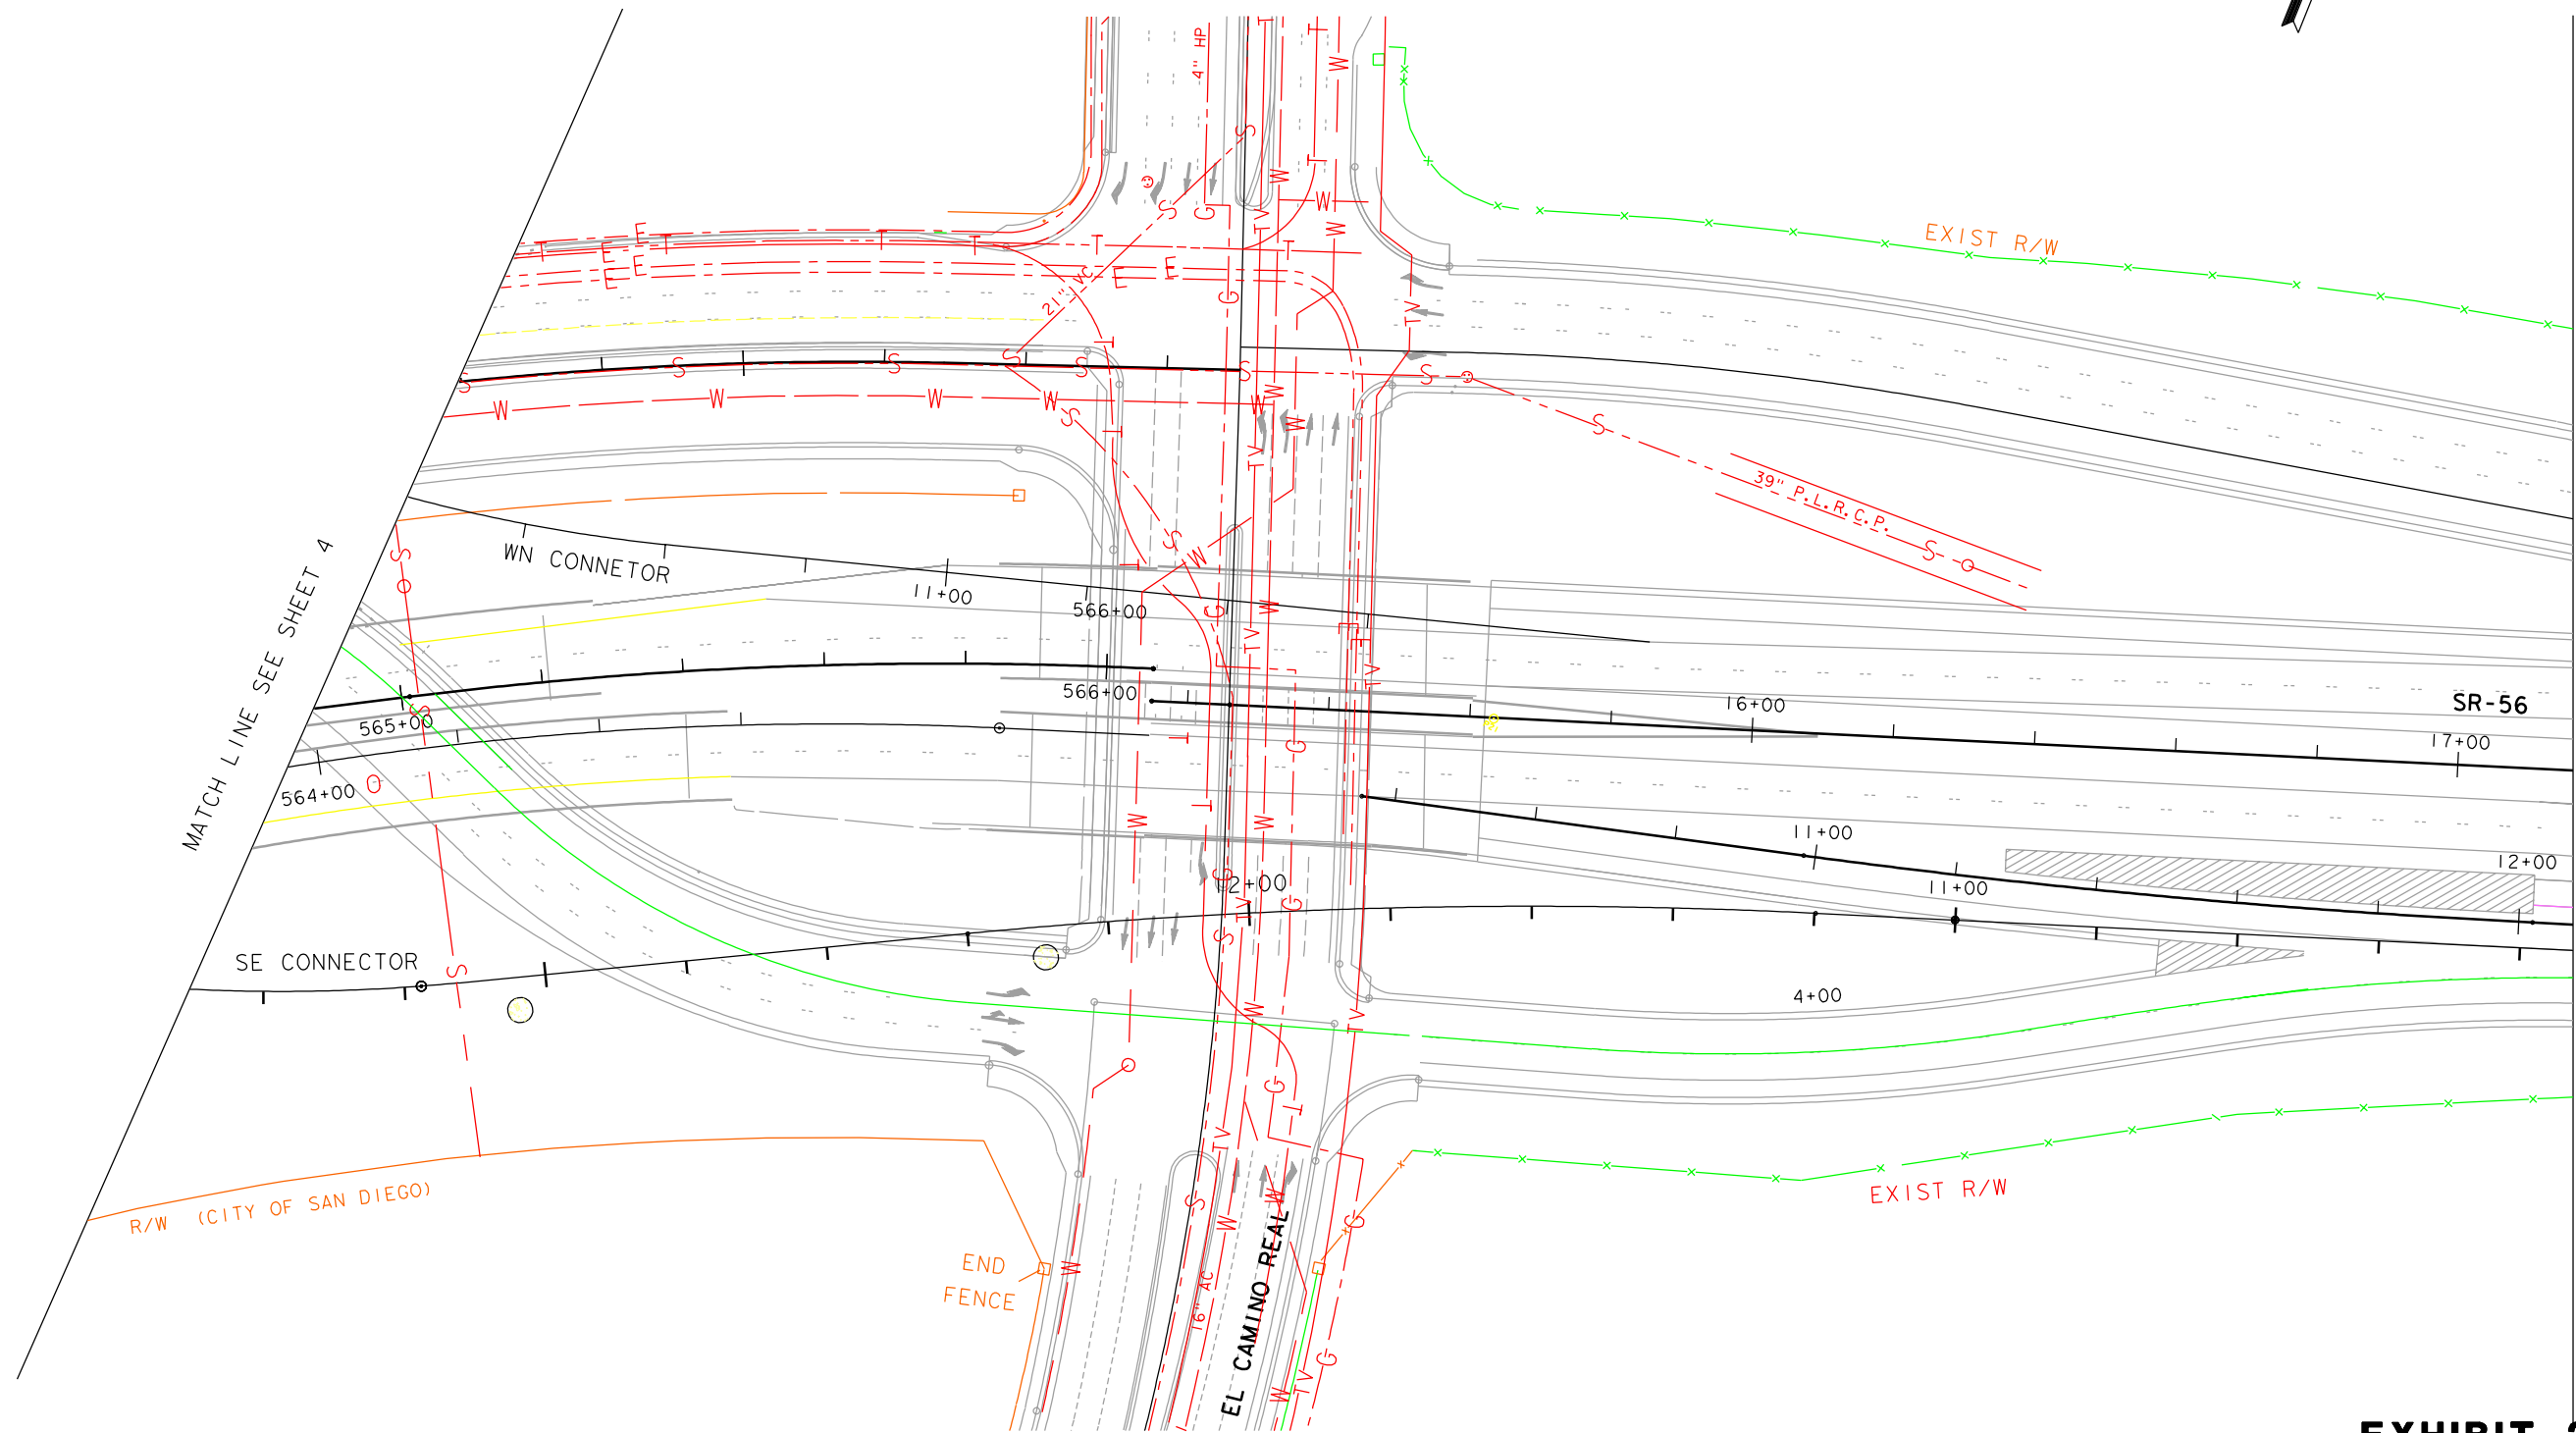 4" HP
EXIST R/W
21" VC
39" P.L.R.C.P.
MATCH LINE SEE SHEET 4
WN CONNETOR
11+00
566+00
566+00
565+00
564+00
16+00
SR-56
17+00
11+00
12+00
11+00
12+00
SE CONNECTOR
4+00
R/W (CITY OF SAN DIEGO)
END
FENCE
EXIST R/W
16" AC
EL CAMINO REAL
EXHIBIT